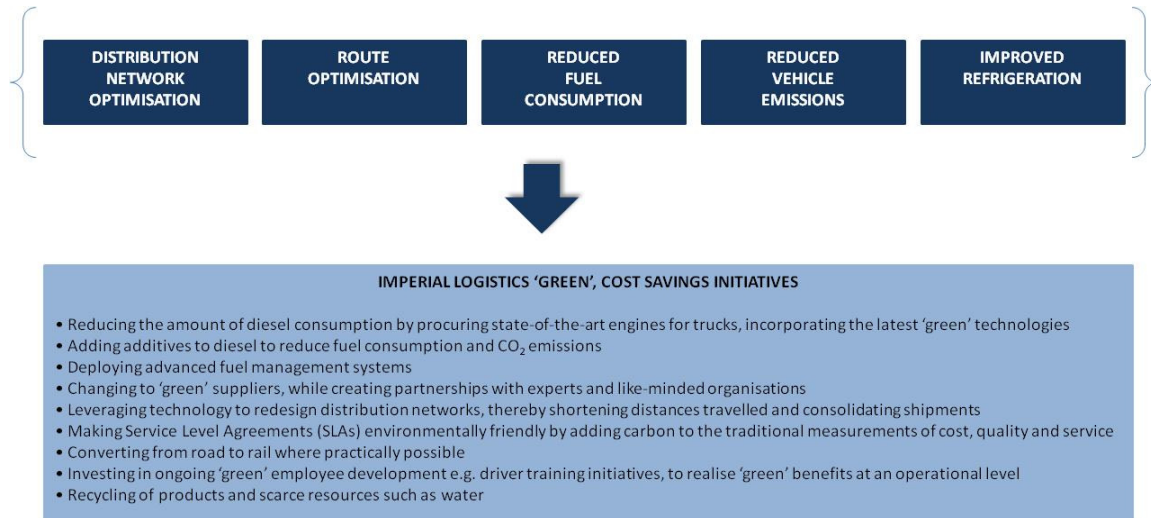 DISTRIBUTION
NETWORK
OPTIMISATION
ROUTE
OPTIMISATION
REDUCED
FUEL
CONSUMPTION
REDUCED
VEHICLE
EMISSIONS
IMPROVED
REFRIGERATION
IMPERIAL LOGISTICS ‘GREEN’, COST SAVINGS INITIATIVES
• Reducing the amount of diesel consumption by procuring state-of-the-art engines for trucks, incorporating the latest ‘green’ technologies
• Adding additives to diesel to reduce fuel consumption and CO₂ emissions
• Deploying advanced fuel management systems
• Changing to ‘green’ suppliers, while creating partnerships with experts and like-minded organisations
• Leveraging technology to redesign distribution networks, thereby shortening distances travelled and consolidating shipments
• Making Service Level Agreements (SLAs) environmentally friendly by adding carbon to the traditional measurements of cost, quality and service
• Converting from road to rail where practically possible
• Investing in ongoing ‘green’ employee development e.g. driver training initiatives, to realise ‘green’ benefits at an operational level
• Recycling of products and scarce resources such as water